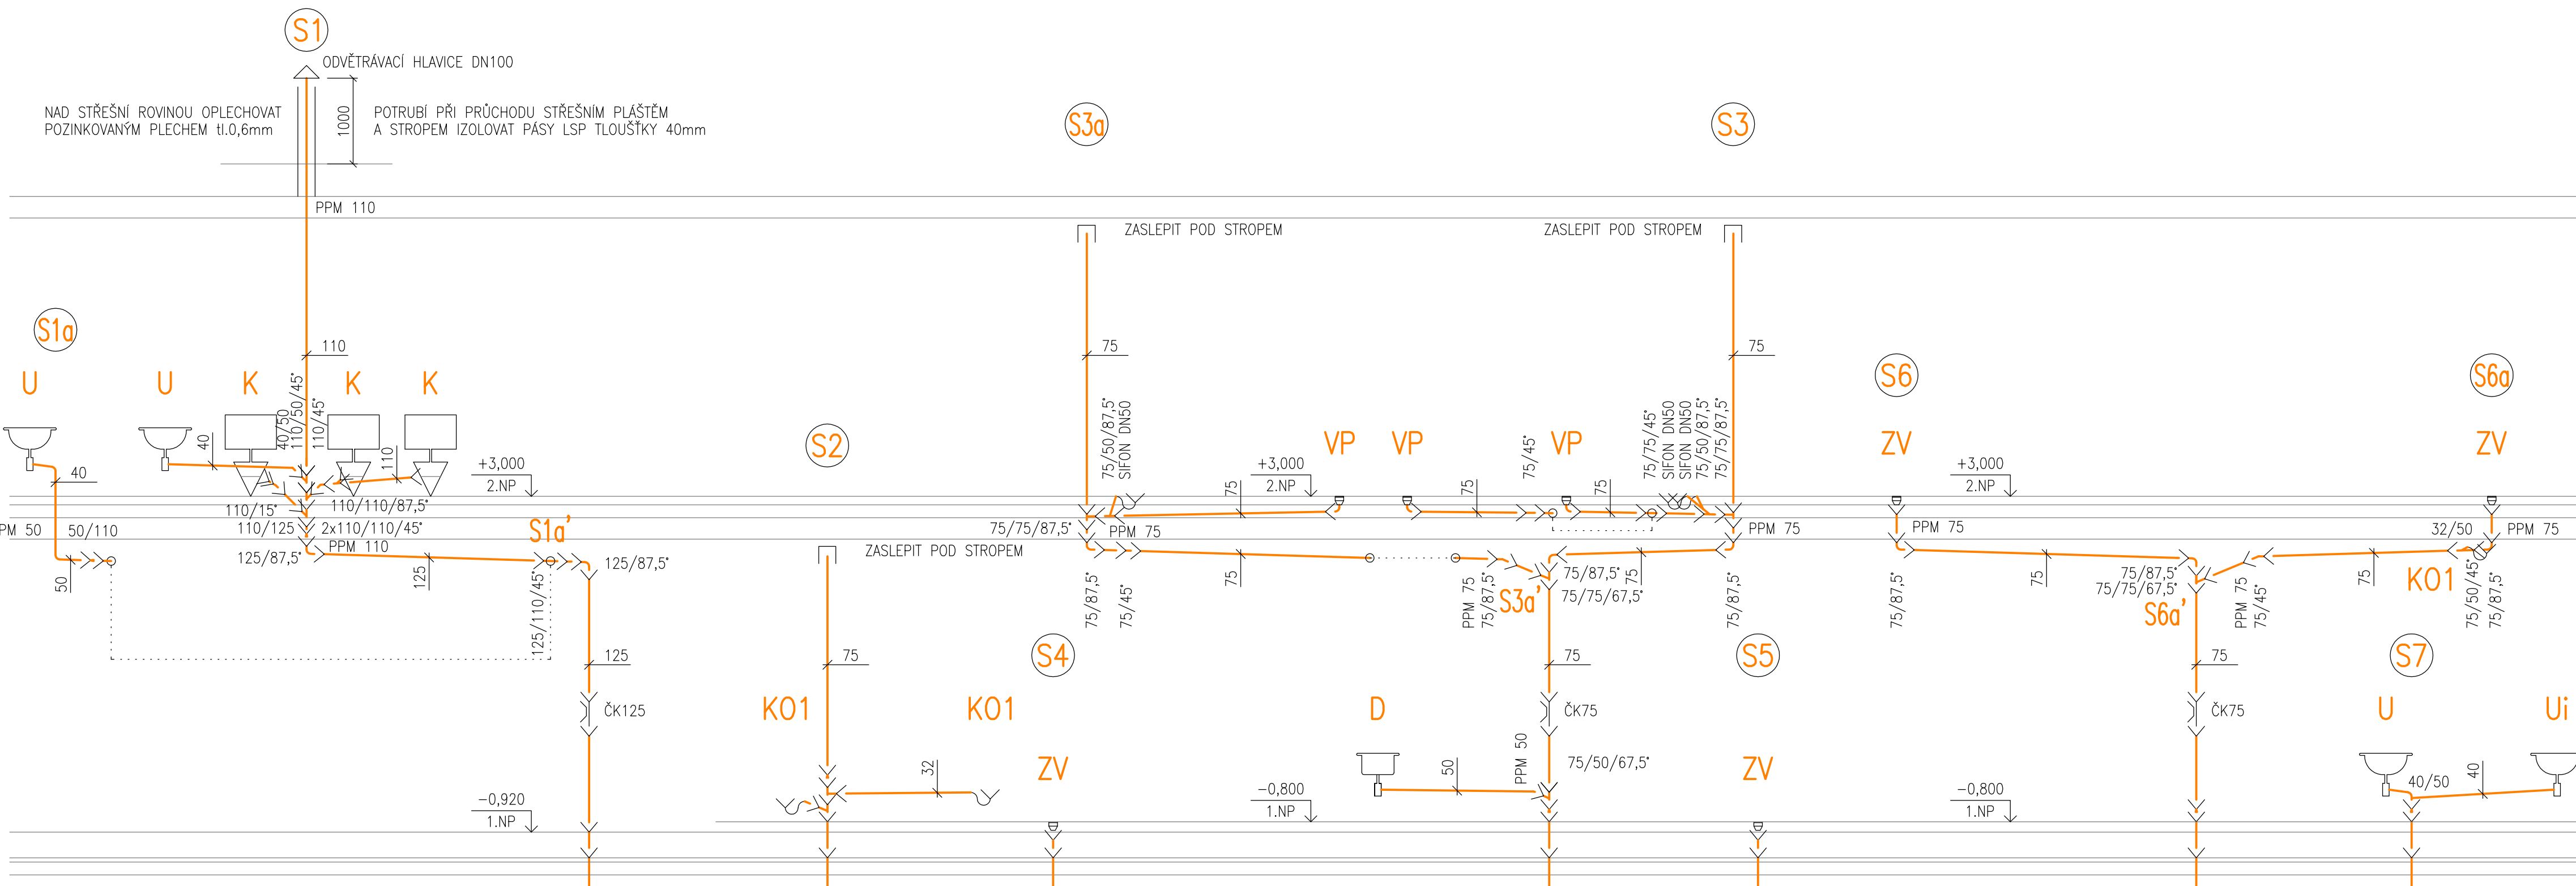 S1
ODVĚTRÁVACÍ HLAVICE DN100
NAD STŘEŠNÍ ROVINOU OPLECHOVAT
POZINKOVANÝM PLECHEM tl.0,6mm
1000
POTRUBÍ PŘI PRŮCHODU STŘEŠNÍM PLÁŠTĚM
A STROPEM IZOLOVAT PÁSY LSP TLOUŠŤKY 40mm
S3a
S3
PPM 110
ZASLEPIT POD STROPEM
ZASLEPIT POD STROPEM
S1a
110
75
75
U
U
K
K
K
S6
S6a
40
40/50
110/50/45°
110/45°
110
40
S2
+3,000
2.NP
75/50/87,5°
SIFON DN50
+3,000
2.NP
VP
VP
VP
75
75
75/45°
75
75/75/45°
SIFON DN50
SIFON DN50
75/50/87,5°
75/75/87,5°
ZV
+3,000
2.NP
ZV
PM 50
50/110
50
110/15°
110/110/87,5°
110/125
2x110/110/45°
PPM 110
125/87,5°
125
S1a'
125/110/45°
125/87,5°
ZASLEPIT POD STROPEM
75/75/87,5°
PPM 75
75/87,5°
75/45°
75
PPM 75
75/87,5°
S3a'
75/87,5°
75/75/67,5°
75
PPM 75
75/87,5°
PPM 75
75/87,5°
75
75/87,5°
75/75/67,5°
S6a'
PPM 75
75/45°
75
32/50
PPM 75
KO1
75/50/45°
75/87,5°
125
75
S4
75
S5
75
S7
ČK125
KO1
KO1
D
ČK75
ČK75
U
Ui
32
ZV
50
PPM 50
75/50/67,5°
ZV
40/50
40
-0,920
1.NP
-0,800
1.NP
-0,800
1.NP